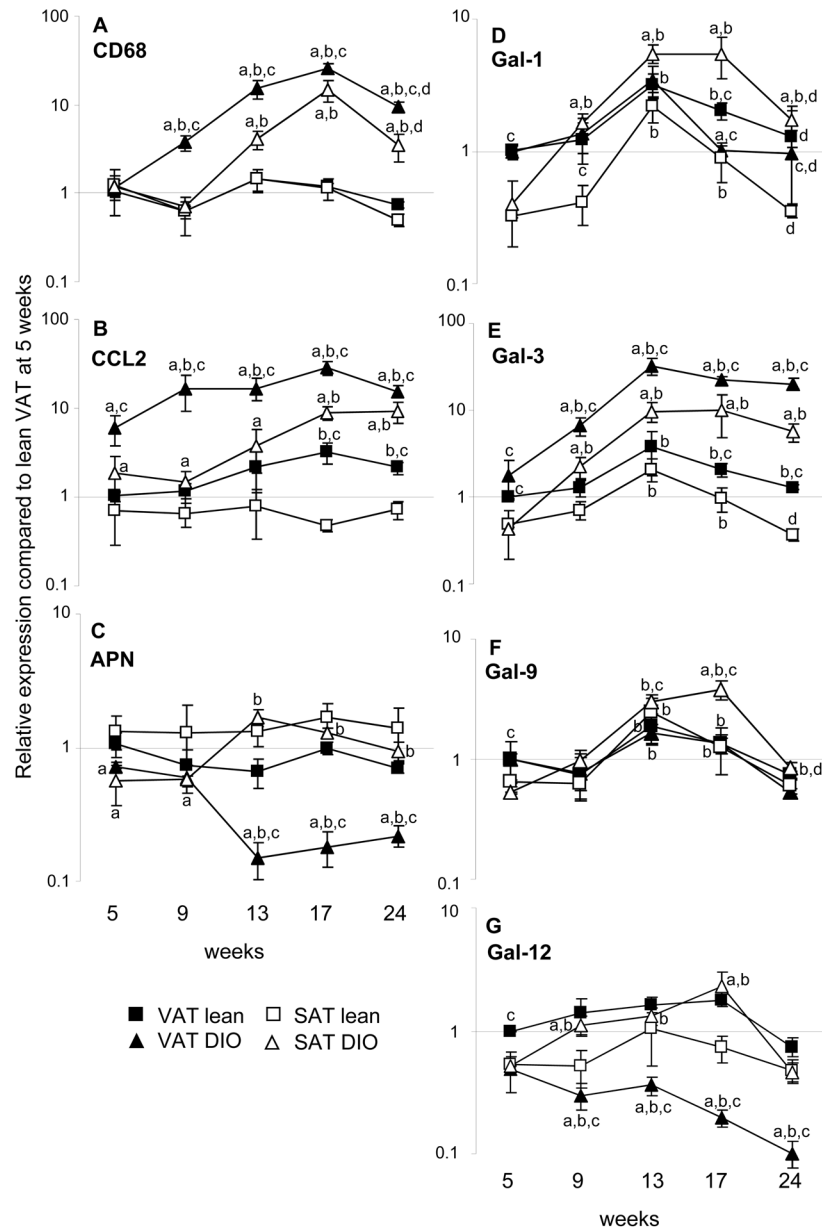 Relative expression compared to lean VAT at 5 weeks
A
CD68
100
10
1
0.1
a,b,c
a,b,c
a,b,c
a,b,c,d
a,b
a,b
a,b,d
B
CCL2
100
10
1
0.1
a,c
a,b,c
a,b,c
a,b,c
a,b,c
a
a
a
a,b
a,b
b,c
b,c
C
APN
10
1
0.1
a
a
a
b
b
b
a,b,c
a,b,c
a,b,c
5 9 13 17 24
weeks
VAT lean
SAT lean
VAT DIO
SAT DIO
D
Gal-1
10
1
0.1
c
a,b
c
a,b
a,b
b
b
b,c
a,c
b
a,b,d
d
c,d
d
E
Gal-3
100
10
1
0.1
c
c
a,b,c
a,b
a,b,c
a,b
b
b
a,b,c
a,b
b,c
b
a,b,c
a,b
b,c
d
F
Gal-9
10
1
0.1
c
b,c
b
b
b
a,b,c
b
b
b,d
G
Gal-12
10
1
0.1
c
a,b
b
a,b
a,b,c
a,b,c
a,b,c
a,b,c
5 9 13 17 24
weeks